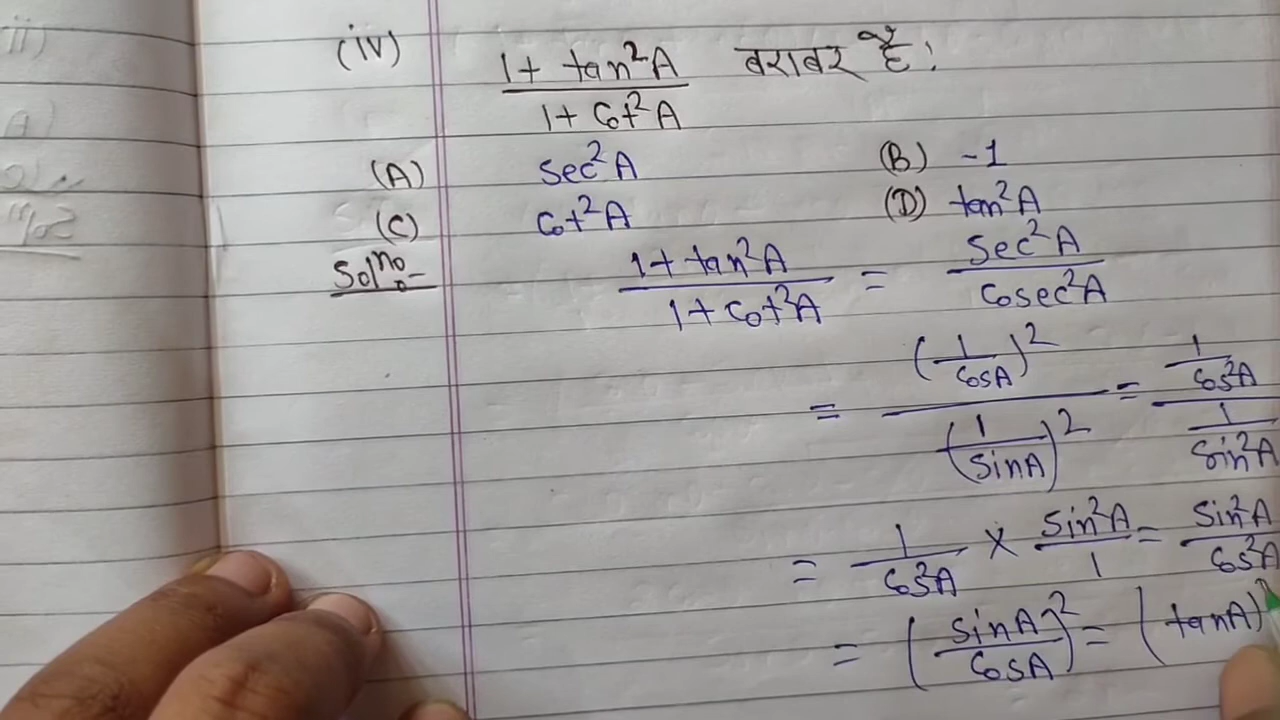 (iv) 1 + tan²A / 1 + Cot²A बराबर है :
(A) sec²A (B) -1
(C) Cot²A (D) tan²A
Solno- 1 + tan²A / 1 + Cot²A = Sec²A / Cosec²A
= (1/CosA)² / (1/SinA)² = 1/Cos²A / 1/Sin²A
= 1/Cos²A × Sin²A/1 = Sin²A/Cos²A
= (SinA/CosA)² = (tanA)²